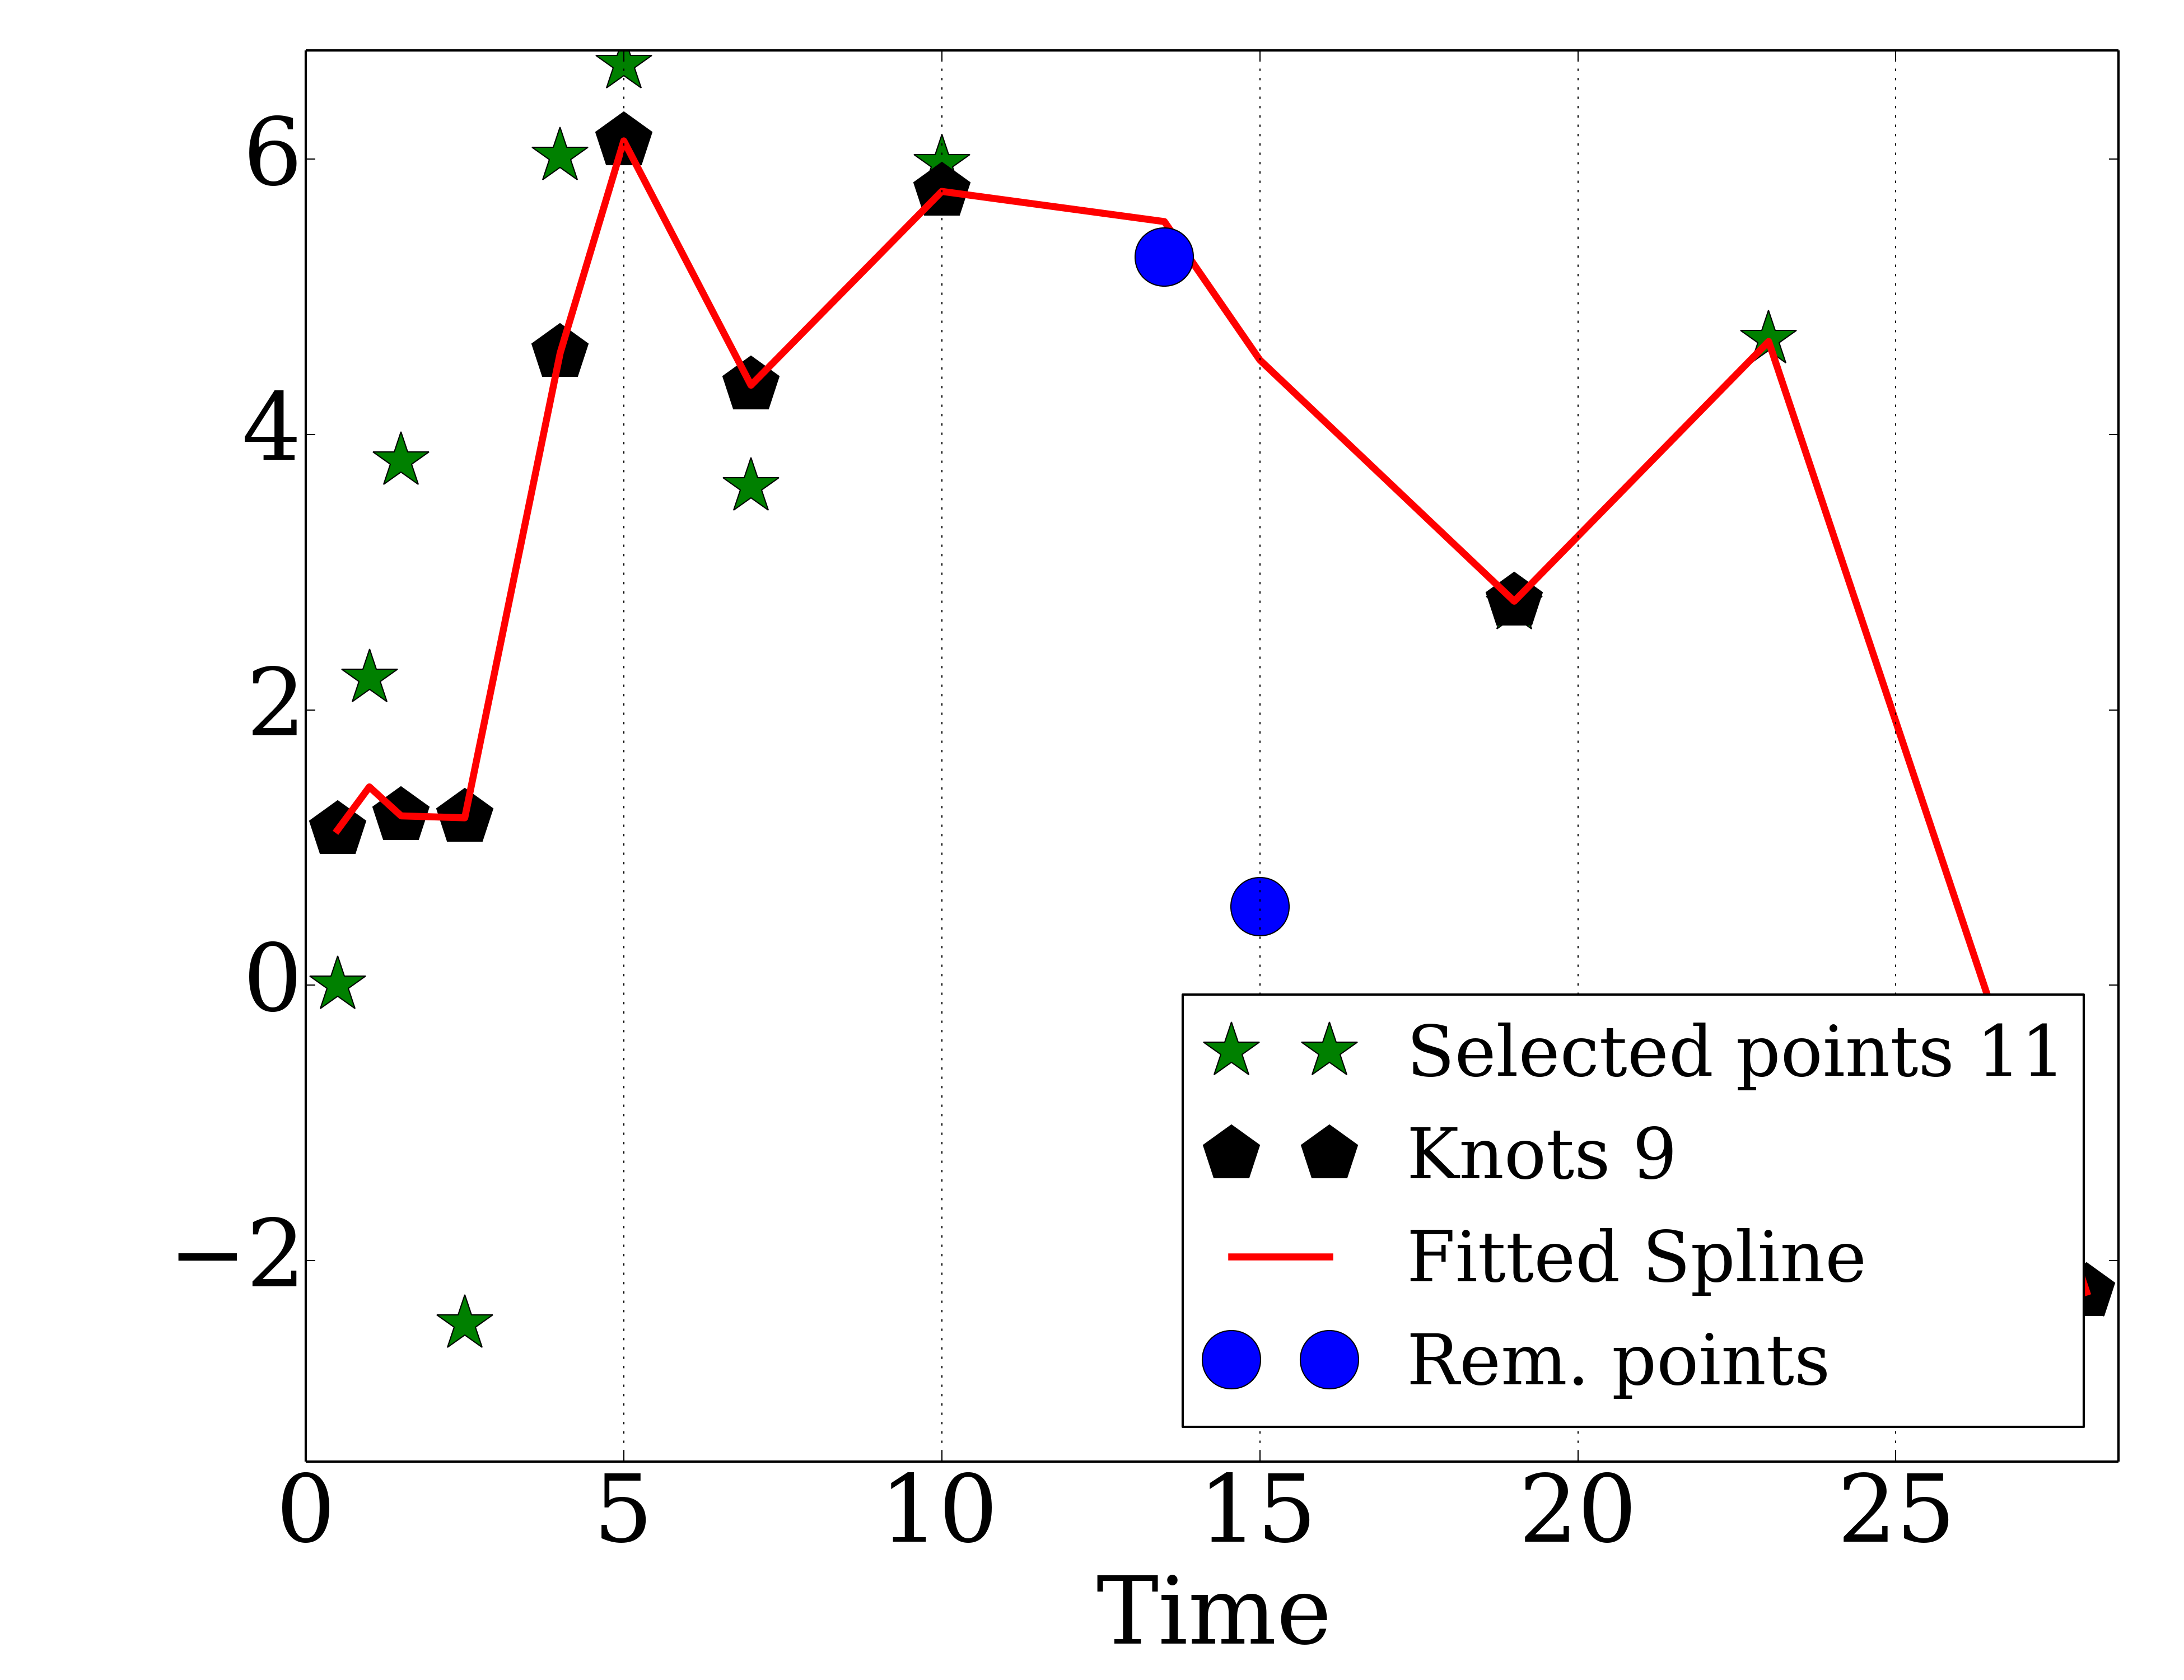 6
4
2
0
−2
Selected points 11
Knots 9
Fitted Spline
Rem. points
0 5 10 15 20 25
Time